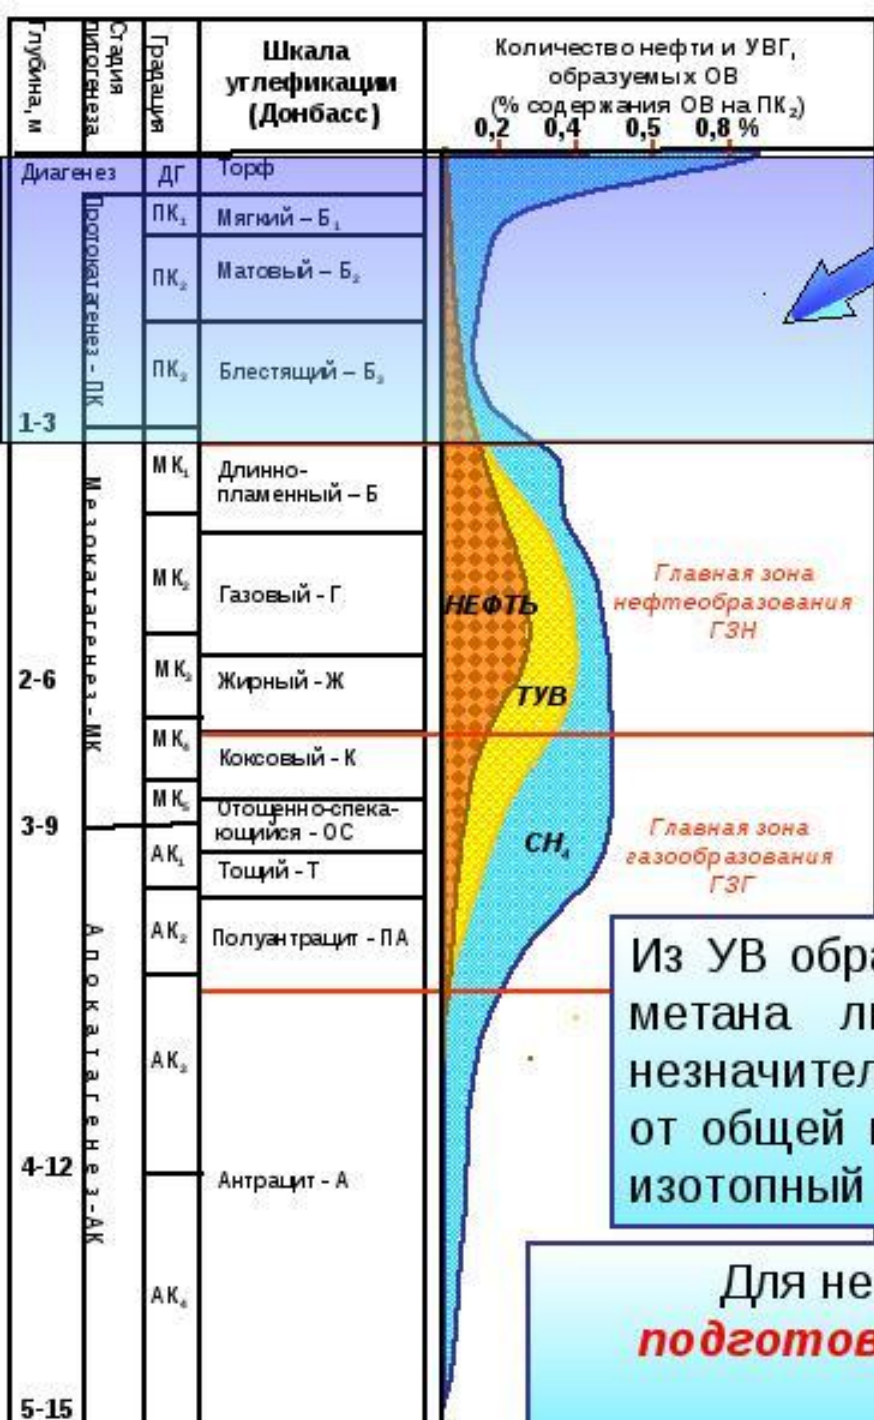 Глубина, м
Стадия
литогенеза
Градация
Шкала
углефикации
(Донбасс)
Количество нефти и УВГ,
образуемых ОВ
(% содержания ОВ на ПК₂)
0,2 0,4 0,5 0,8 %
Диагенез ДГ Торф
Протокатагенез - ПК
ПК₁ Мягкий – Б₁
ПК₂ Матовый – Б₂
ПК₃ Блестящий – Б₃
1-3
Мезокатагенез - МК
МК₁ Длинно-
пламенный – Б
МК₂ Газовый - Г
НЕФТЬ
Главная зона
нефтеобразования
ГЗН
2-6
МК₃ Жирный - Ж
ТУВ
МК₄ Коксовый - К
МК₅ Отощенно-спека-
ющийся - ОС
3-9
АК₁ Тощий - Т
СН₄
Главная зона
газообразования
ГЗГ
Апокатагенез-АК
АК₂ Полуантрацит - ПА
АК₃
4-12
Антрацит - А
АК₄
5-15
Из УВ обра
метана л
незначител
от общей
изотопный
Для не
подготов